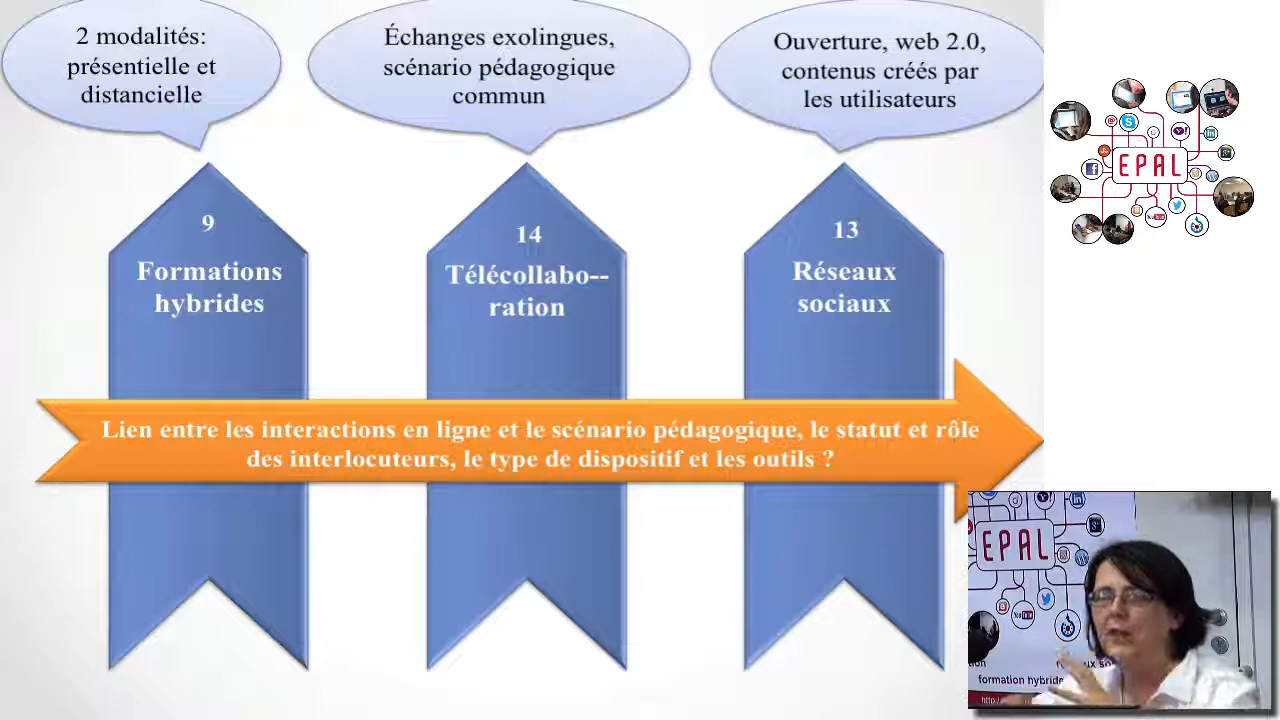 2 modalités:
présentielle et
distancielle
Échanges exolingues,
scénario pédagogique
commun
Ouverture, web 2.0,
contenus créés par
les utilisateurs
EPAL
9
Formations
hybrides
14
Télécollabo--
ration
13
Réseaux
sociaux
Lien entre les interactions en ligne et le scénario pédagogique, le statut et rôle
des interlocuteurs, le type de dispositif et les outils ?
EPAL
formation hybride